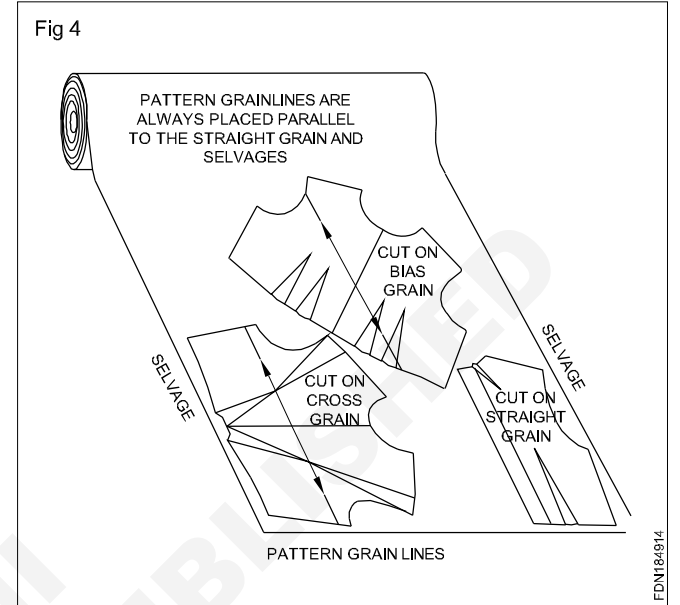 Fig 4
PATTERN GRAINLINES ARE
ALWAYS PLACED PARALLEL
TO THE STRAIGHT GRAIN AND
SELVAGES
CUT ON
BIAS
GRAIN
SELVAGE
SELVAGE
CUT ON
CROSS
GRAIN
CUT ON
STRAIGHT
GRAIN
PATTERN GRAIN LINES
FDN184914